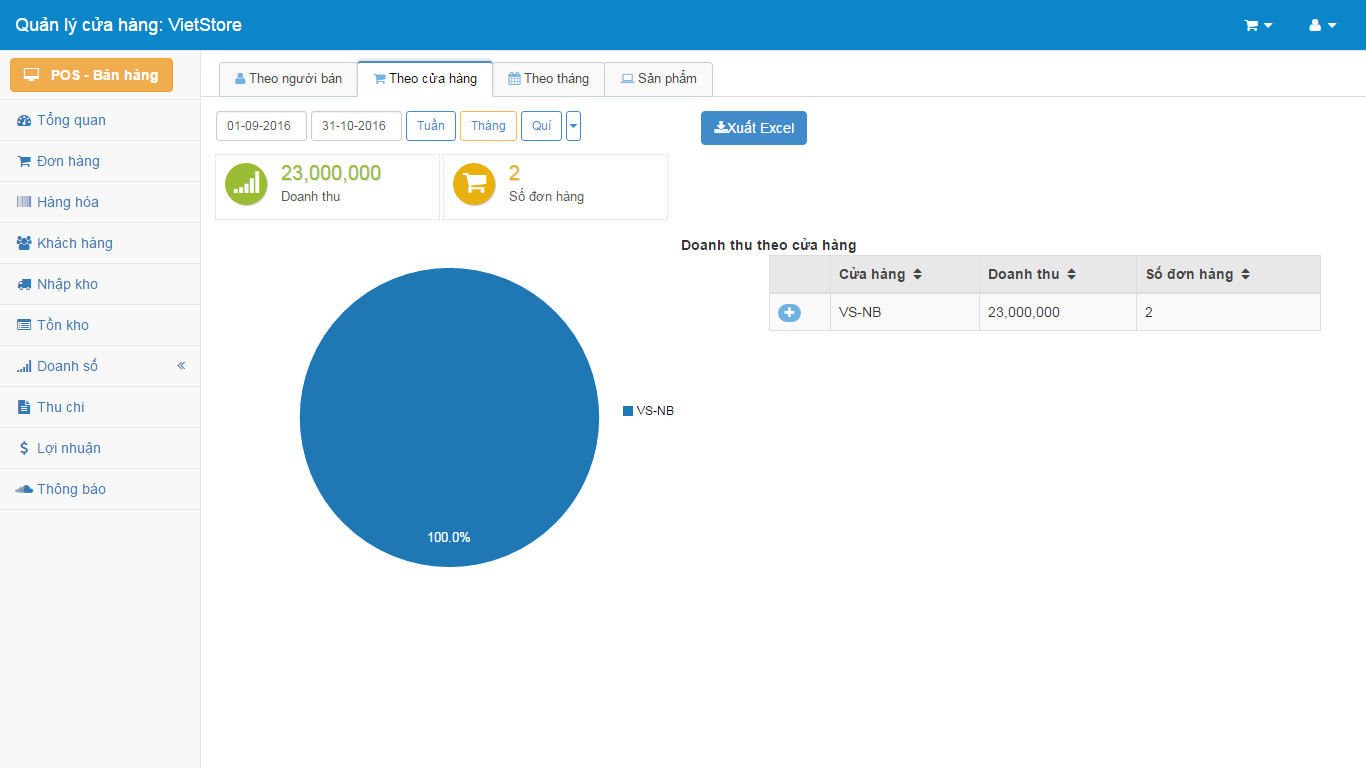 Quản lý cửa hàng: VietStore
POS - Bán hàng
Tổng quan
Đơn hàng
Hàng hóa
Khách hàng
Nhập kho
Tồn kho
Doanh số
Thu chi
Lợi nhuận
Thông báo
Theo người bán Theo cửa hàng Theo tháng Sản phẩm
01-09-2016 31-10-2016 Tuần Tháng Quí Xuất Excel
23,000,000
Doanh thu
2
Số đơn hàng
VS-NB
100.0%
Doanh thu theo cửa hàng
Cửa hàng Doanh thu Số đơn hàng
VS-NB 23,000,000 2